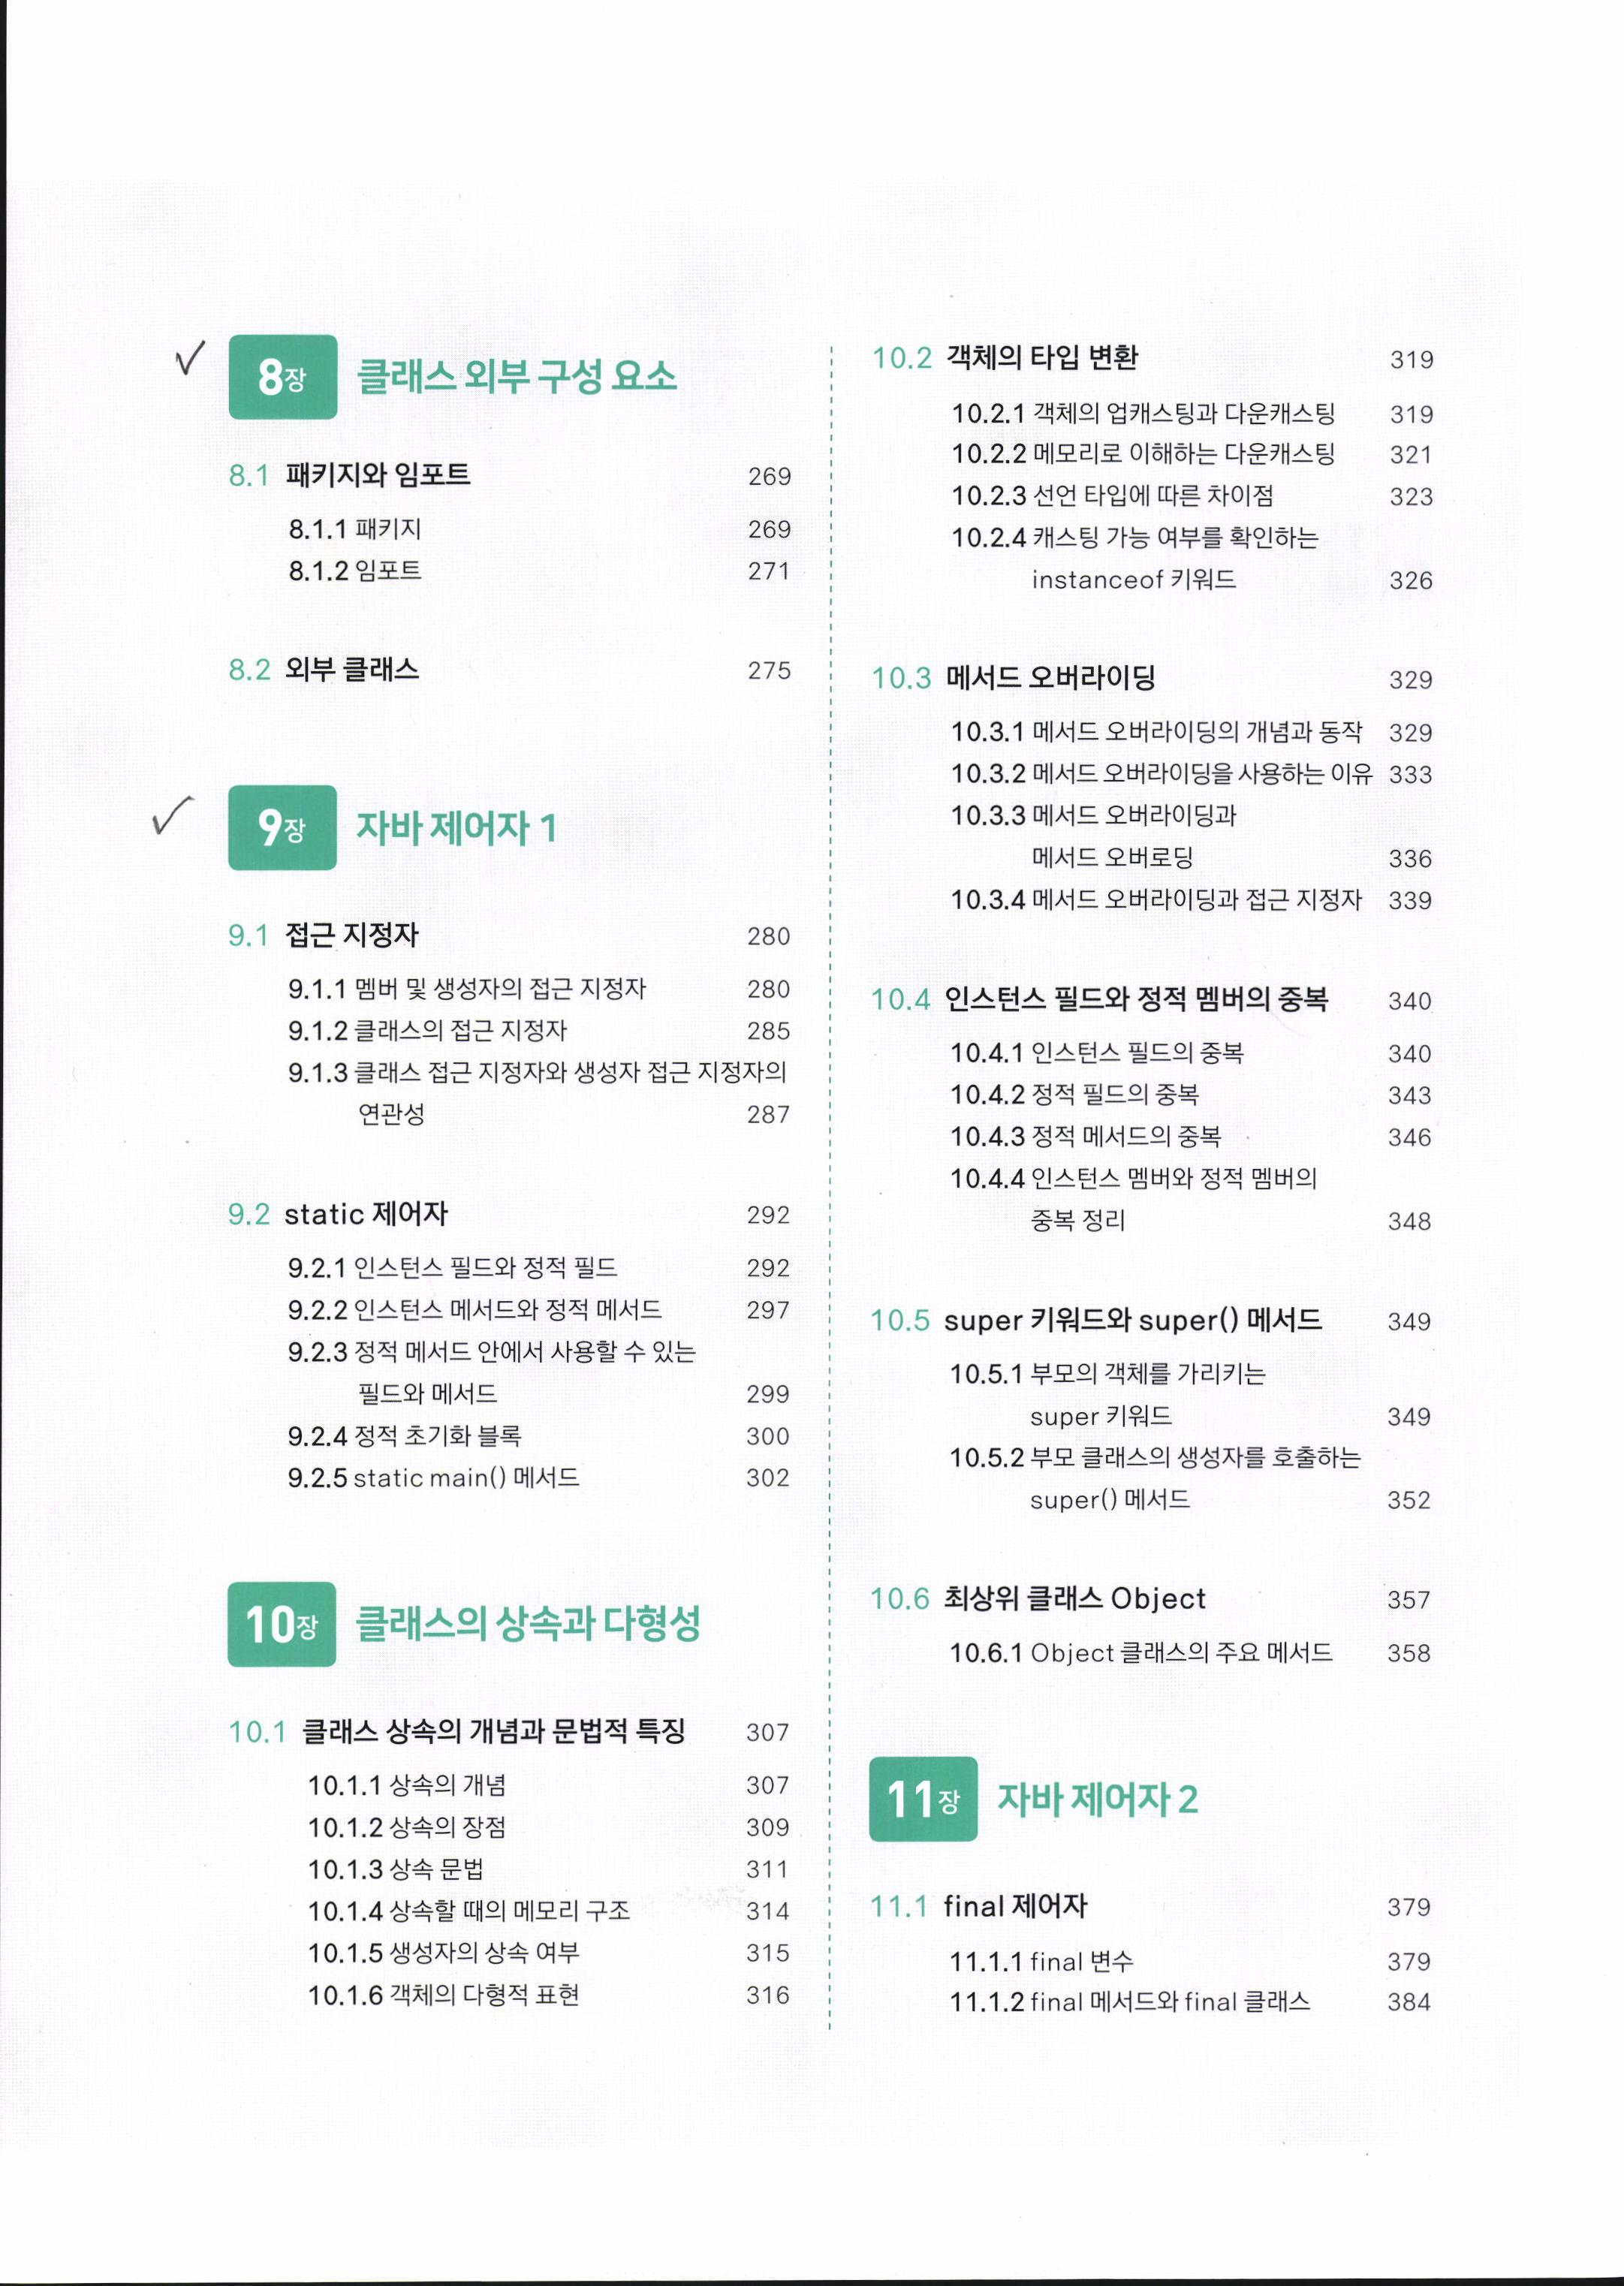 8장 클래스 외부 구성 요소
8.1 패키지와 임포트 269
8.1.1 패키지 269
8.1.2 임포트 271
8.2 외부 클래스 275
9장 자바 제어자 1
9.1 접근 지정자 280
9.1.1 멤버 및 생성자의 접근 지정자 280
9.1.2 클래스의 접근 지정자 285
9.1.3 클래스 접근 지정자와 생성자 접근 지정자의
연관성 287
9.2 static 제어자 292
9.2.1 인스턴스 필드와 정적 필드 292
9.2.2 인스턴스 메서드와 정적 메서드 297
9.2.3 정적 메서드 안에서 사용할 수 있는
필드와 메서드 299
9.2.4 정적 초기화 블록 300
9.2.5 static main() 메서드 302
10장 클래스의 상속과 다형성
10.1 클래스 상속의 개념과 문법적 특징 307
10.1.1 상속의 개념 307
10.1.2 상속의 장점 309
10.1.3 상속 문법 311
10.1.4 상속할 때의 메모리 구조 314
10.1.5 생성자의 상속 여부 315
10.1.6 객체의 다형적 표현 316
10.2 객체의 타입 변환 319
10.2.1 객체의 업캐스팅과 다운캐스팅 319
10.2.2 메모리로 이해하는 다운캐스팅 321
10.2.3 선언 타입에 따른 차이점 323
10.2.4 캐스팅 가능 여부를 확인하는
instanceof 키워드 326
10.3 메서드 오버라이딩 329
10.3.1 메서드 오버라이딩의 개념과 동작 329
10.3.2 메서드 오버라이딩을 사용하는 이유 333
10.3.3 메서드 오버라이딩과
메서드 오버로딩 336
10.3.4 메서드 오버라이딩과 접근 지정자 339
10.4 인스턴스 필드와 정적 멤버의 중복 340
10.4.1 인스턴스 필드의 중복 340
10.4.2 정적 필드의 중복 343
10.4.3 정적 메서드의 중복 346
10.4.4 인스턴스 멤버와 정적 멤버의
중복 정리 348
10.5 super 키워드와 super() 메서드 349
10.5.1 부모의 객체를 가리키는
super 키워드 349
10.5.2 부모 클래스의 생성자를 호출하는
super() 메서드 352
10.6 최상위 클래스 Object 357
10.6.1 Object 클래스의 주요 메서드 358
11장 자바 제어자 2
11.1 final 제어자 379
11.1.1 final 변수 379
11.1.2 final 메서드와 final 클래스 384